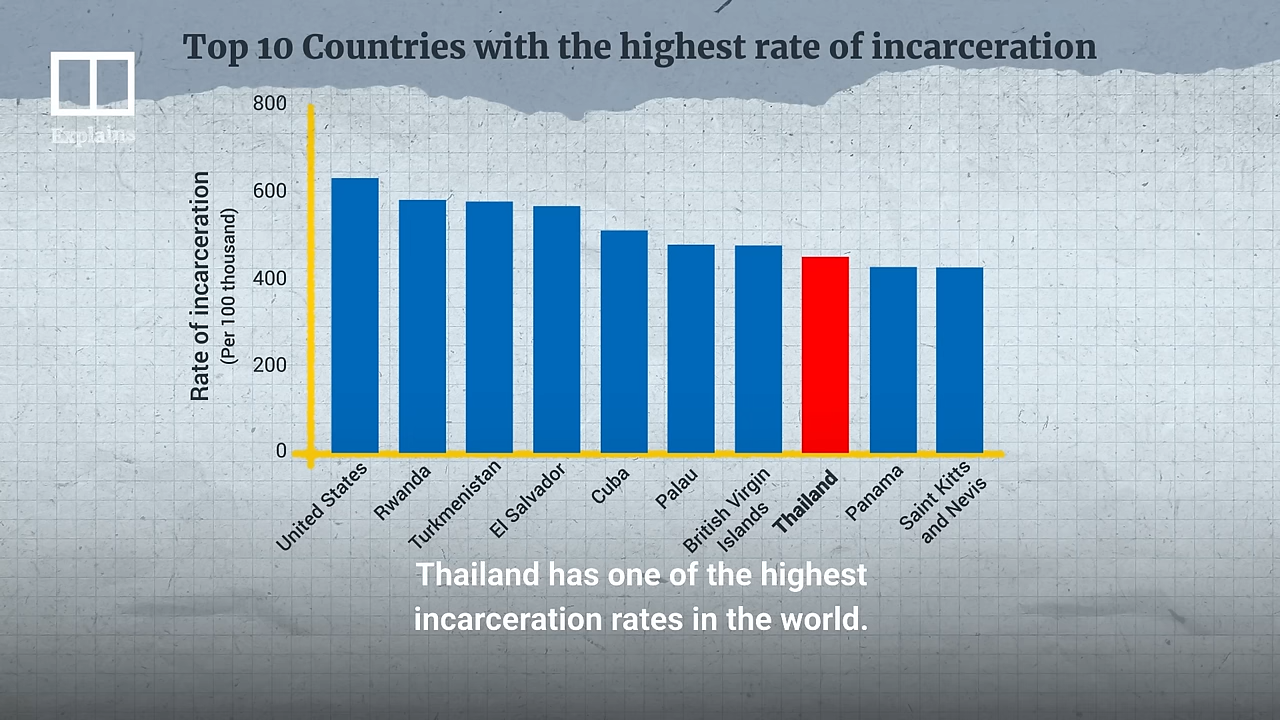 Top 10 Countries with the highest rate of incarceration
Explains
Rate of incarceration
(Per 100 thousand)
800
600
400
200
0
United States
Rwanda
Turkmenistan
El Salvador
Cuba
Palau
British Virgin
Islands
Thailand
Panama
Saint Kitts
and Nevis
Thailand has one of the highest
incarceration rates in the world.